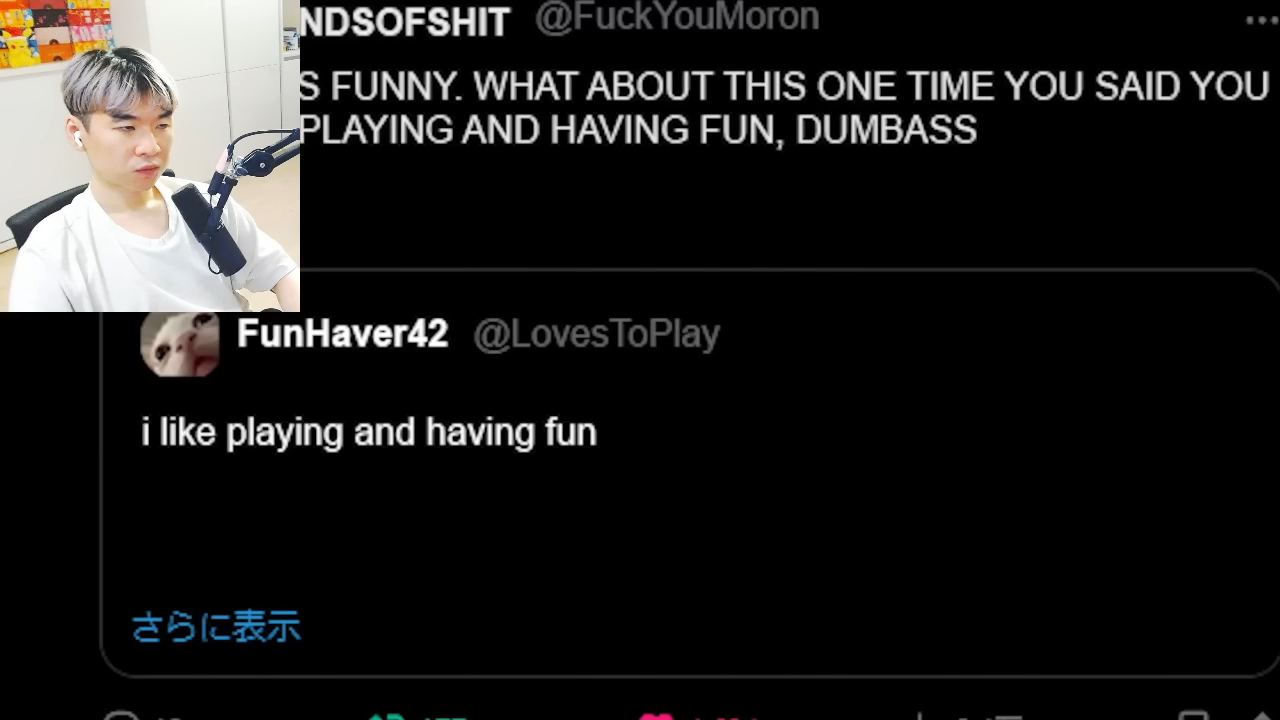 NDSOFSHIT @FuckYouMoron
S FUNNY. WHAT ABOUT THIS ONE TIME YOU SAID YOU
PLAYING AND HAVING FUN, DUMBASS
FunHaver42 @LovesToPlay
i like playing and having fun
さらに表示